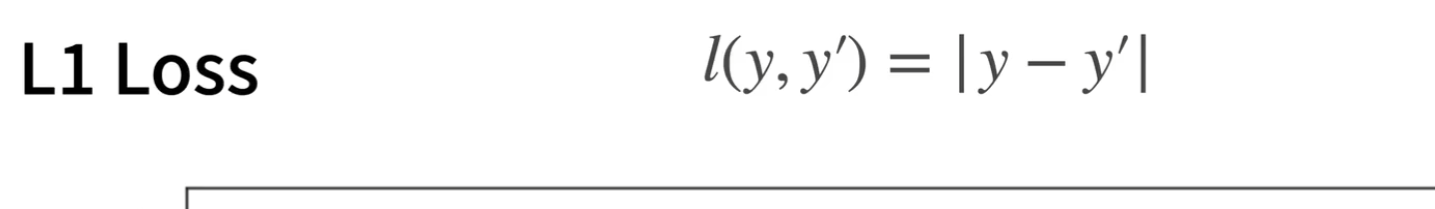 L1 Loss
l(y, y′) = | y − y′ |